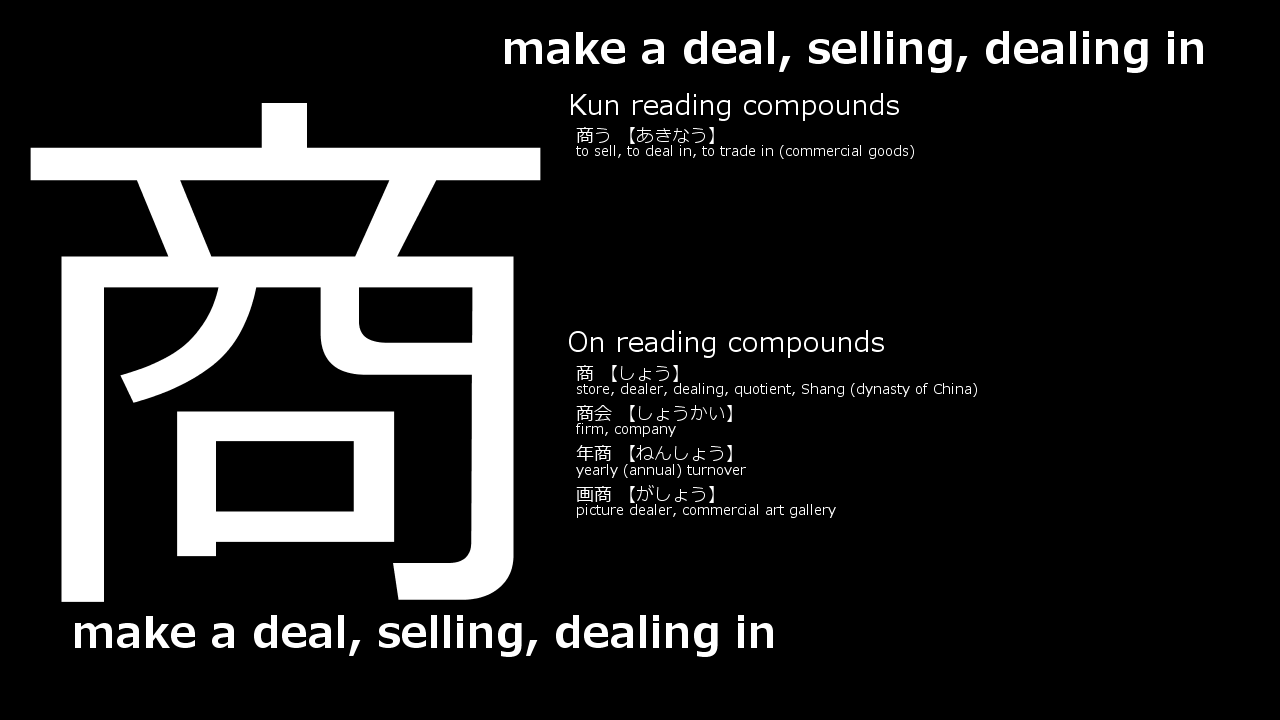 make a deal, selling, dealing in
商
Kun reading compounds
商う 【あきなう】
to sell, to deal in, to trade in (commercial goods)
On reading compounds
商 【しょう】
store, dealer, dealing, quotient, Shang (dynasty of China)
商会 【しょうかい】
firm, company
年商 【ねんしょう】
yearly (annual) turnover
画商 【がしょう】
picture dealer, commercial art gallery
make a deal, selling, dealing in